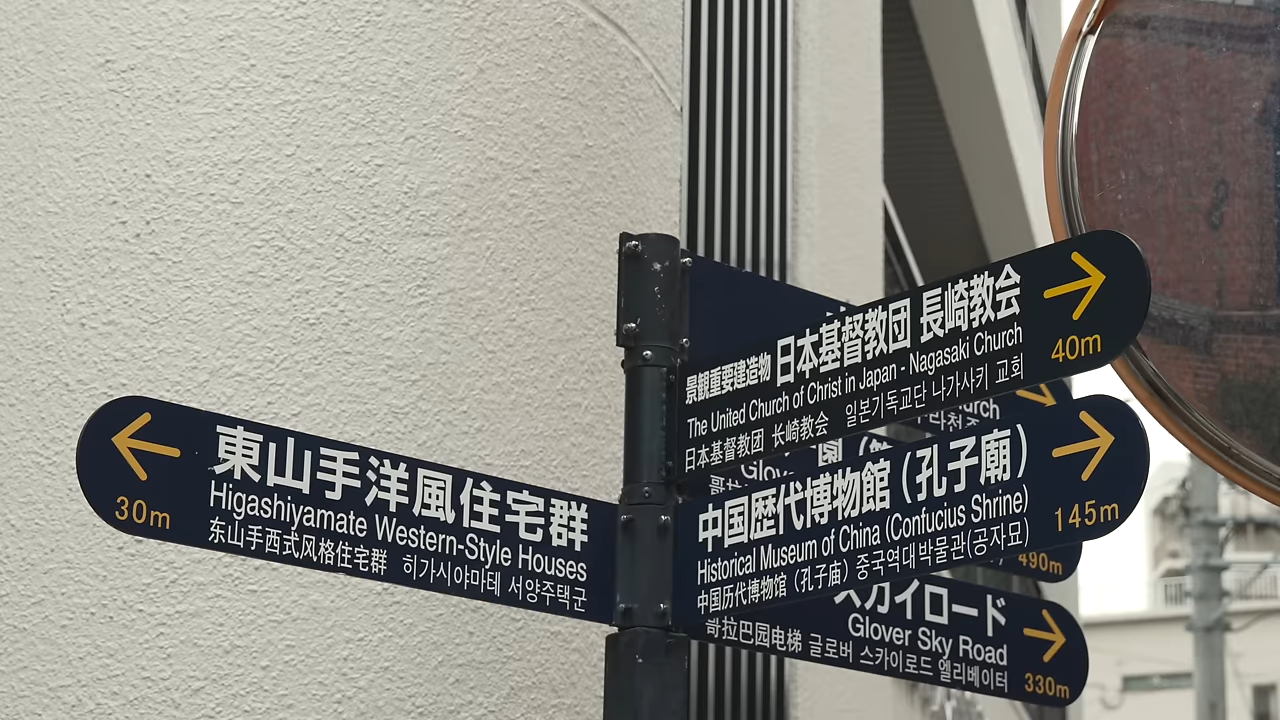 東山手洋風住宅群
Higashiyamate Western-Style Houses
东山手西式风格住宅群 히가시야마테 서양주택군
30m
景観重要建造物 日本基督教団 長崎教会
The United Church of Christ in Japan - Nagasaki Church
日本基督教团 长崎教会 일본기독교단 나가사키 교회
40m
中国歴代博物館（孔子廟）
Historical Museum of China (Confucius Shrine)
中国历代博物馆（孔子庙）중국역대박물관(공자묘)
145m
490m
スカイロード
Glover Sky Road
哥拉巴园电梯 글로버 스카이로드 엘리베이터
330m